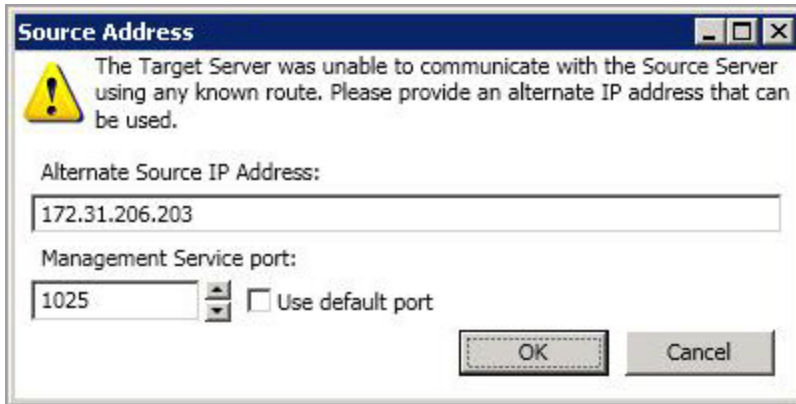 Source Address
The Target Server was unable to communicate with the Source Server
using any known route. Please provide an alternate IP address that can
be used.
Alternate Source IP Address:
172.31.206.203
Management Service port:
1025
Use default port
OK
Cancel